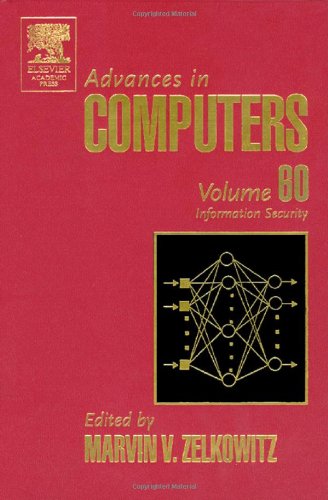 ELSEVIER
ACADEMIC
PRESS
Advances in
COMPUTERS
Volume 60
Information Security
Edited by
MARVIN V. ZELKOWITZ